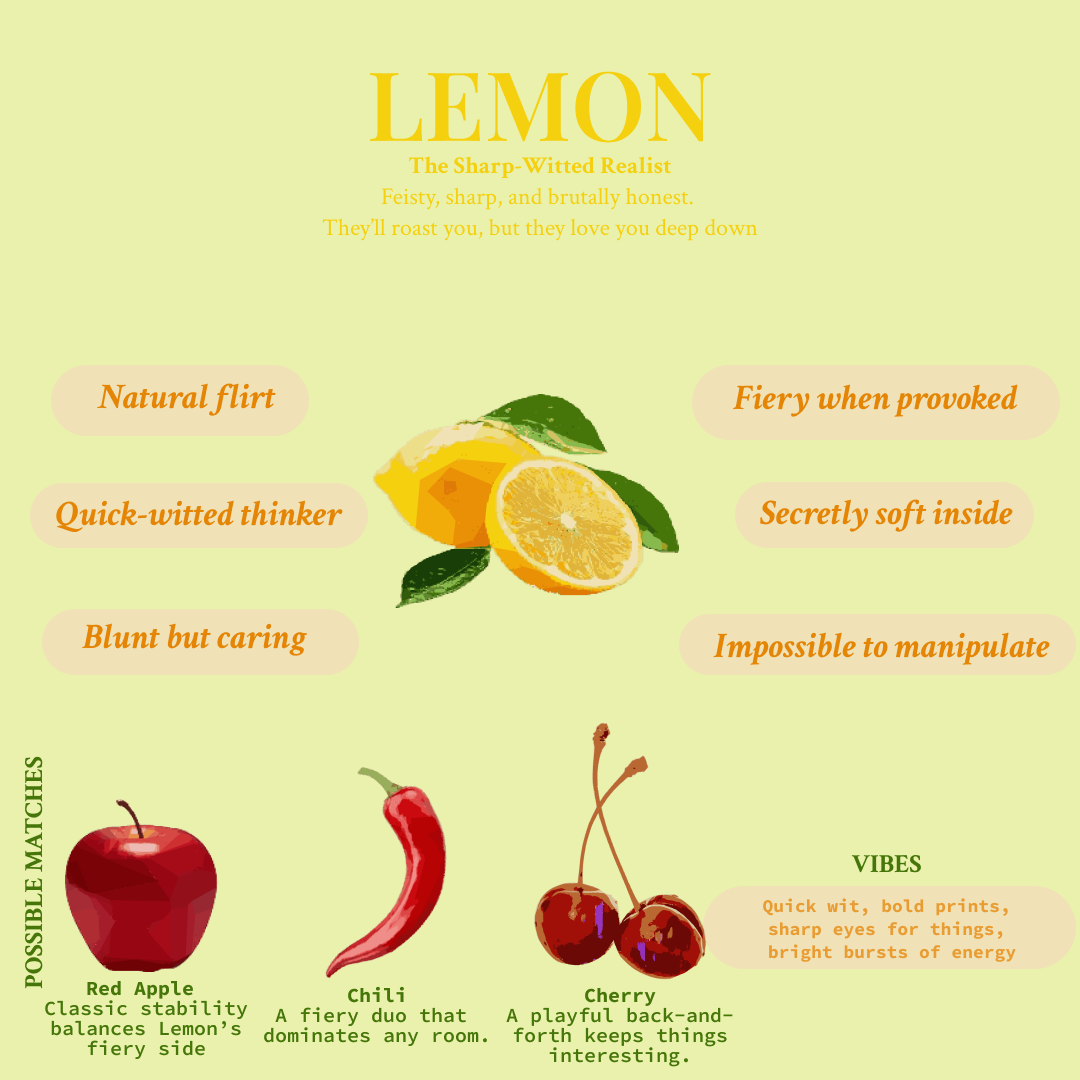 LEMON
The Sharp-Witted Realist
Feisty, sharp, and brutally honest.
They’ll roast you, but they love you deep down
Natural flirt
Fiery when provoked
Quick-witted thinker
Secretly soft inside
Blunt but caring
Impossible to manipulate
POSSIBLE MATCHES
Red Apple
Classic stability
balances Lemon’s
fiery side
Chili
A fiery duo that
dominates any room.
Cherry
A playful back-and-
forth keeps things
interesting.
VIBES
Quick wit, bold prints,
sharp eyes for things,
bright bursts of energy